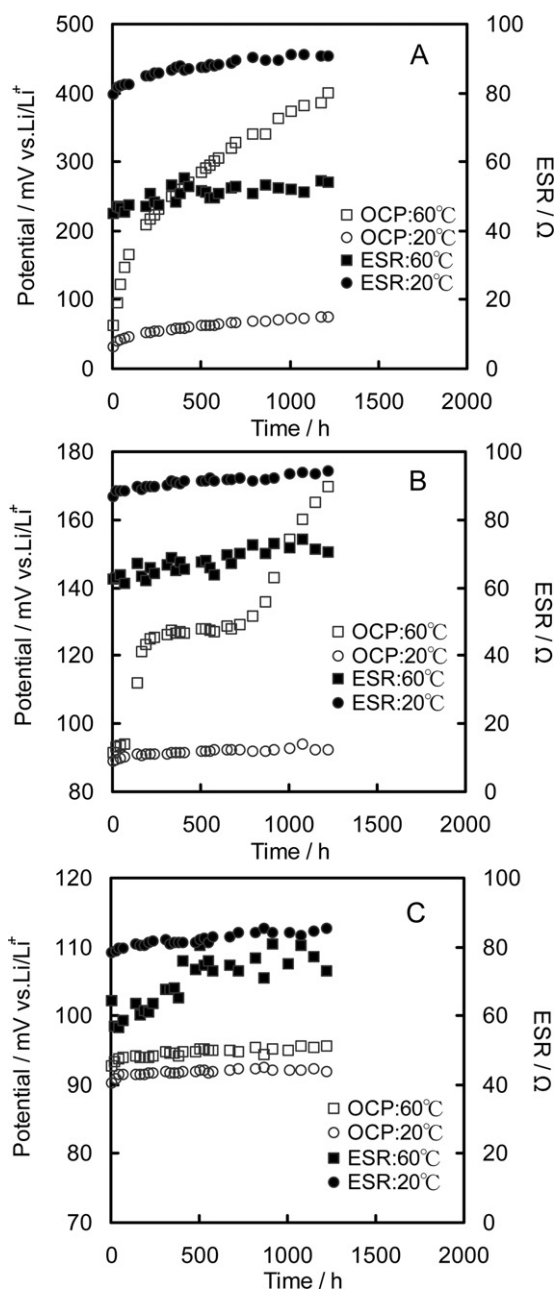 A
500
400
300
200
100
0
Potential / mV vs.Li/Li+
100
80
60
40
20
0
ESR / Ω
□ OCP:60℃
○ OCP:20℃
■ ESR:60℃
● ESR:20℃
0 500 1000 1500 2000
Time / h
B
180
160
140
120
100
80
Potential / mV vs.Li/Li+
100
80
60
40
20
0
ESR / Ω
□ OCP:60℃
○ OCP:20℃
■ ESR:60℃
● ESR:20℃
0 500 1000 1500 2000
Time / h
C
120
110
100
90
80
70
Potential / mV vs.Li/Li+
100
80
60
40
20
0
ESR / Ω
□ OCP:60℃
○ OCP:20℃
■ ESR:60℃
● ESR:20℃
0 500 1000 1500 2000
Time / h